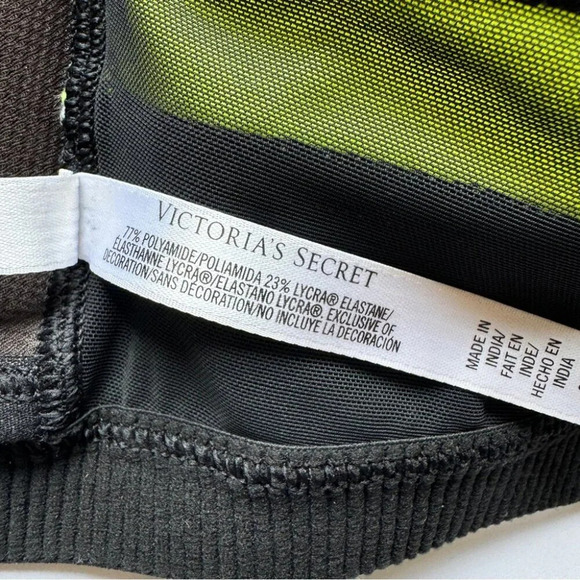 VICTORIA'S SECRET
77% POLYAMIDE/POLIAMIDA 23% LYCRA® ELASTANE/
ÉLASTHANNE LYCRA®/ELASTANO LYCRA®. EXCLUSIVE OF
DECORATION/SANS DÉCORATION/NO INCLUYE LA DECORACIÓN
MADE IN
INDIA/
FAIT EN
INDE/
HECHO EN
INDIA